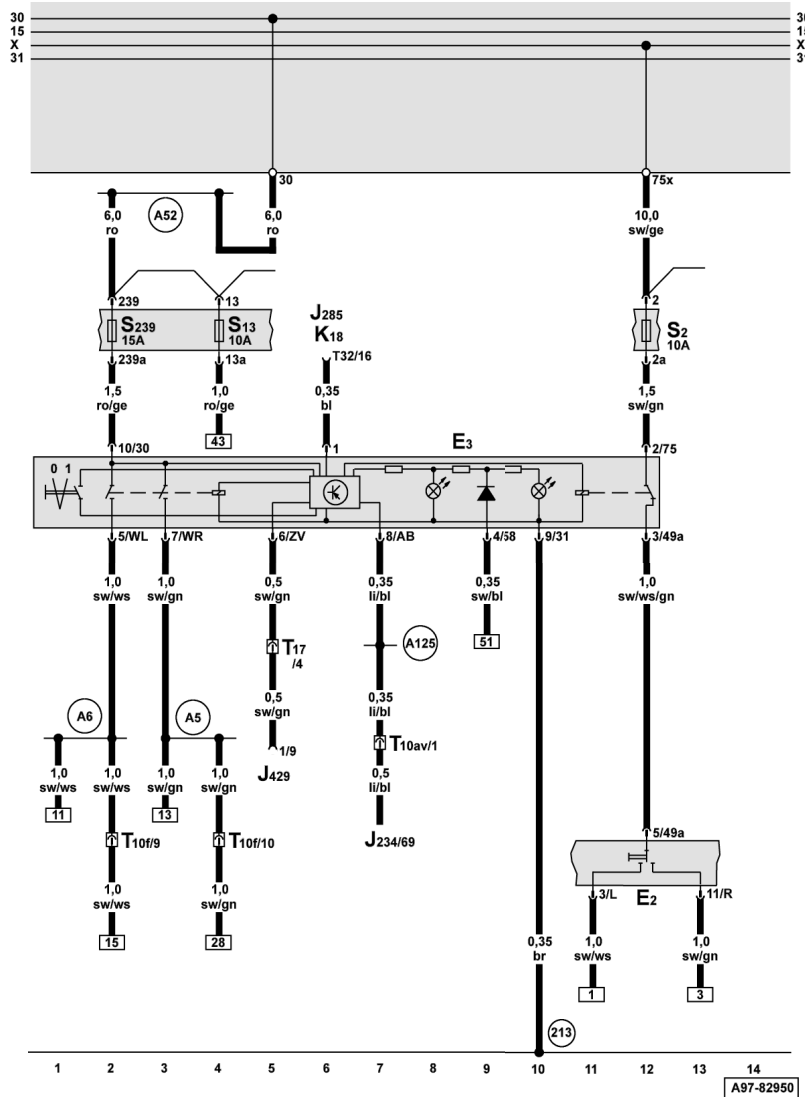 30 30
15 15
X X
31 31
30 75x
6,0 ro A52 6,0 ro 10,0 sw/ge
239 13 2
S239 15A S13 10A J285 K18 S2 10A
239a 13a T32/16 2a
1,5 ro/ge 1,0 ro/ge 0,35 bl 1,5 sw/gn
43
10/30 1 E3 2/75
0 1
5/WL 7/WR 6/ZV 8/AB 4/58 9/31 3/49a
1,0 sw/ws 1,0 sw/gn 0,5 sw/gn 0,35 li/bl 0,35 sw/bl 1,0 sw/ws/gn
T17/4 A125 51
A6 A5 0,5 sw/gn 0,35 li/bl
1/9 T10av/1
J429
1,0 sw/ws 1,0 sw/ws 1,0 sw/gn 1,0 sw/gn 0,5 li/bl
11 13
T10f/9 T10f/10 J234/69 5/49a
1,0 sw/ws 1,0 sw/gn 3/L E2 11/R
15 28 0,35 br 1,0 sw/ws 1,0 sw/gn
1 3
213
1 2 3 4 5 6 7 8 9 10 11 12 13 14
A97-82950